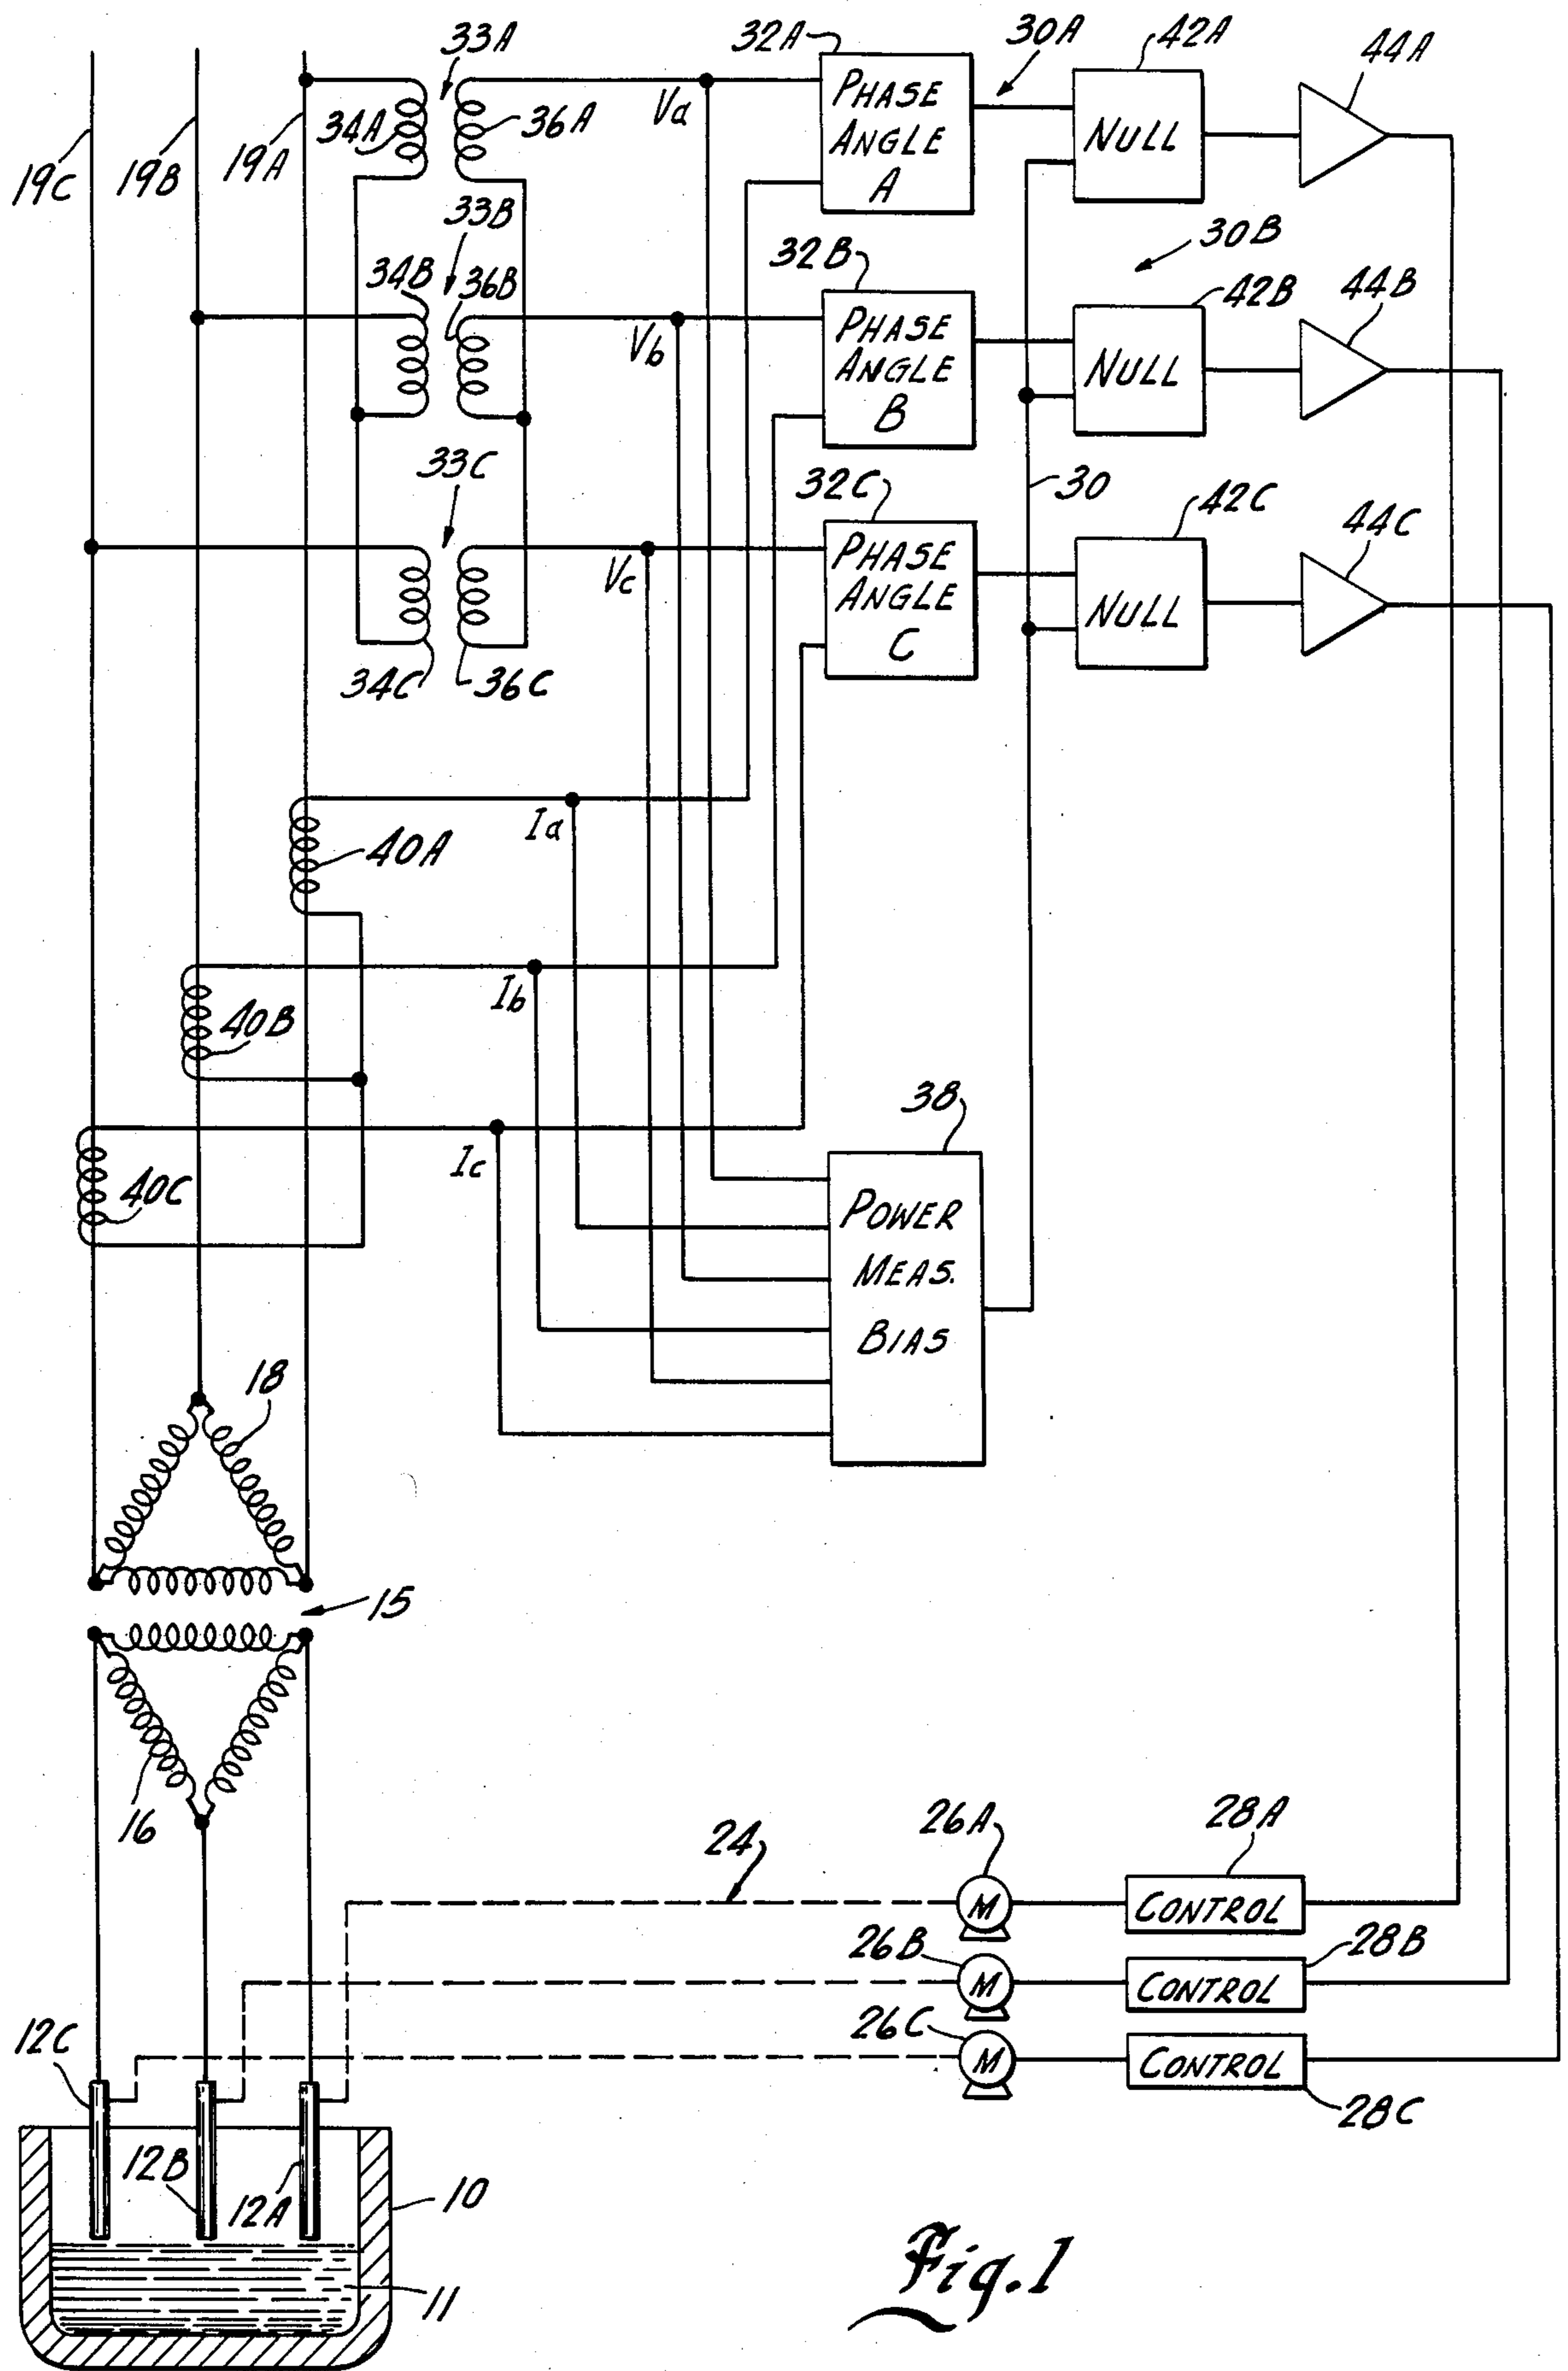 33A
32A
30A
42A
44A
Va
PHASE
ANGLE
A
NULL
34A
36A
19C
19B
19A
33B
30B
32B
34B
36B
42B
44B
Vb
PHASE
ANGLE
B
NULL
33C
32C
30
42C
44C
Vc
PHASE
ANGLE
C
NULL
34C
36C
Ia
40A
Ib
40B
38
Ic
40C
POWER
MEAS.
BIAS
18
15
16
24
26A
28A
M
CONTROL
26B
28B
M
CONTROL
26C
M
CONTROL
28C
12C
12B
12A
10
11
Fig. 1